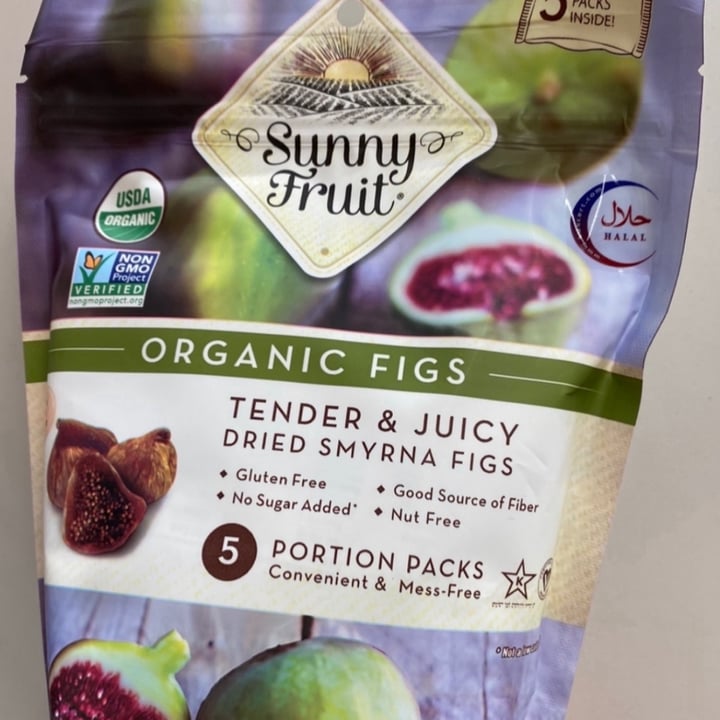 5 PACKS
INSIDE!
Sunny
Fruit®
USDA
ORGANIC
حلال
HALAL
NON
GMO
Project
VERIFIED
nongmoproject.org
ORGANIC FIGS
TENDER & JUICY
DRIED SMYRNA FIGS
Gluten Free
Good Source of Fiber
No Sugar Added*
Nut Free
5 PORTION PACKS
Convenient & Mess-Free
K